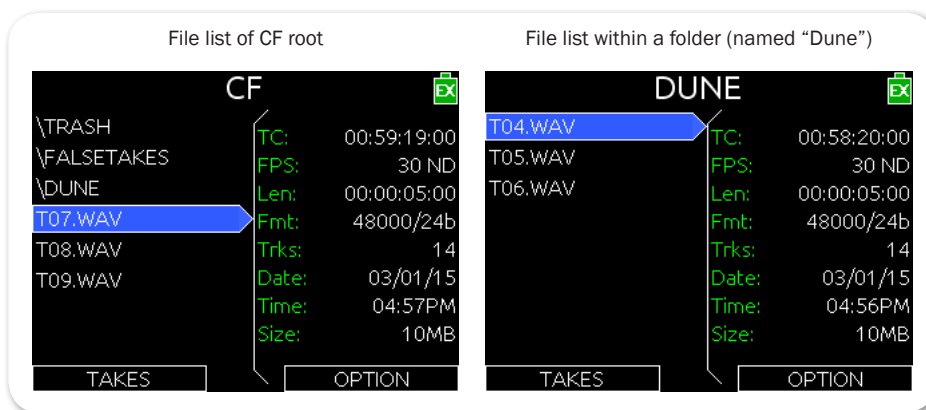 File list of CF root
CF
EX
\TRASH
\FALSETAKES
\DUNE
T07.WAV
T08.WAV
T09.WAV
TC: 00:59:19:00
FPS: 30 ND
Len: 00:00:05:00
Fmt: 48000/24b
Trks: 14
Date: 03/01/15
Time: 04:57PM
Size: 10MB
TAKES
OPTION
File list within a folder (named “Dune”)
DUNE
EX
T04.WAV
T05.WAV
T06.WAV
TC: 00:58:20:00
FPS: 30 ND
Len: 00:00:05:00
Fmt: 48000/24b
Trks: 14
Date: 03/01/15
Time: 04:56PM
Size: 10MB
TAKES
OPTION